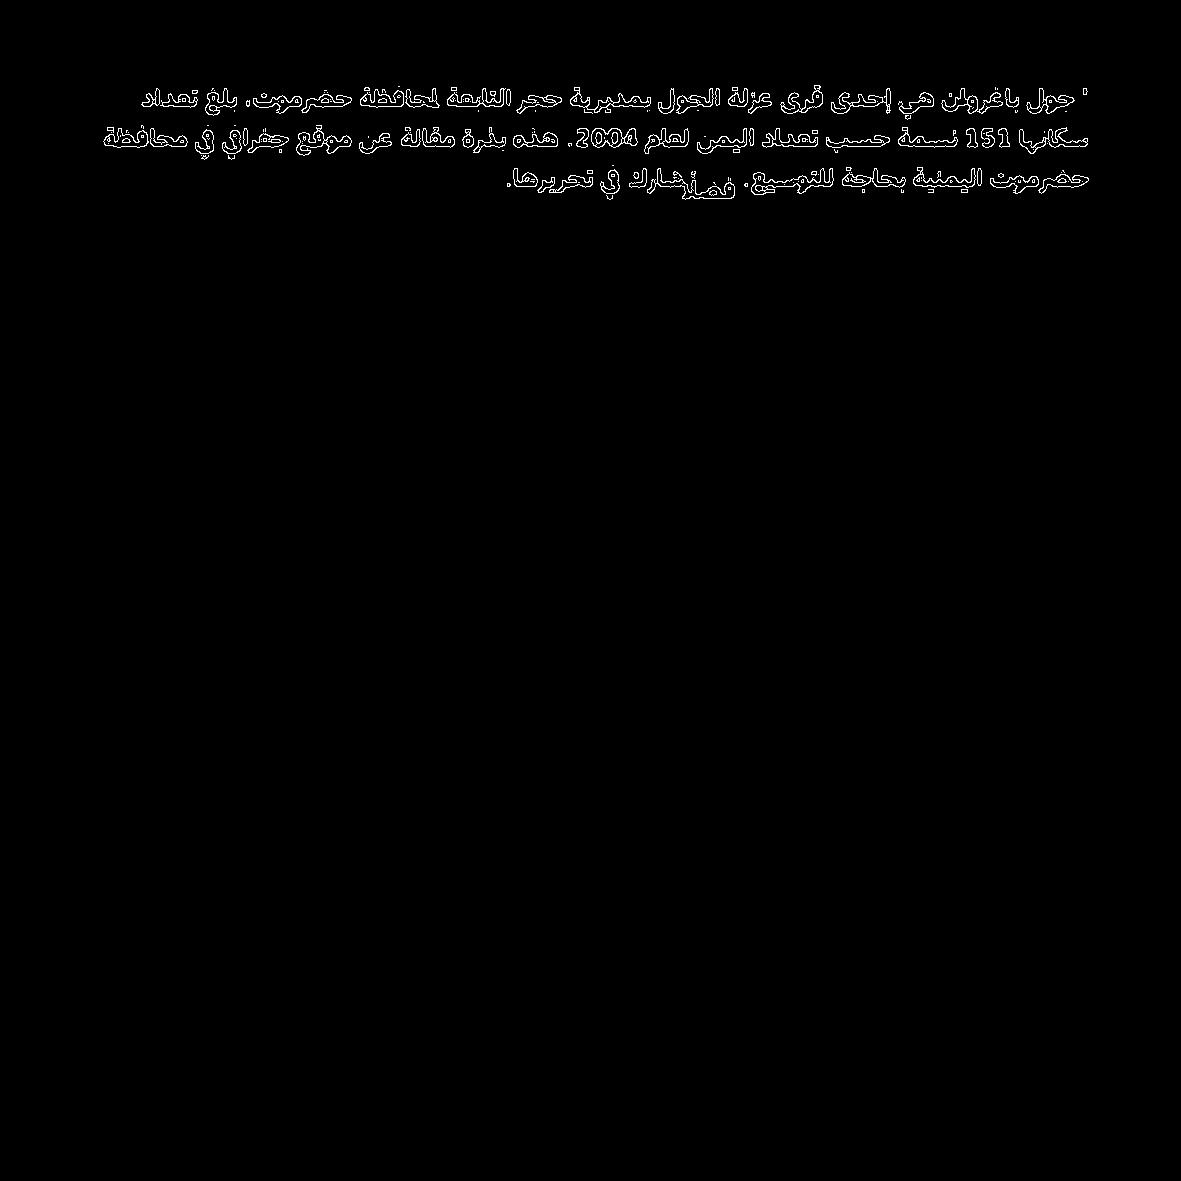 ' جول باغرولن هي إحدى قرى عزلة الجول بمديرية حجر التابعة لمحافظة حضرموت، بلغ تعداد
سكانها 151 نسمة حسب تعداد اليمن لعام 2004. هذه بذرة مقالة عن موقع جغرافي في محافظة
حضرموت اليمنية بحاجة للتوسيع. فضلًا شارك في تحريرها.